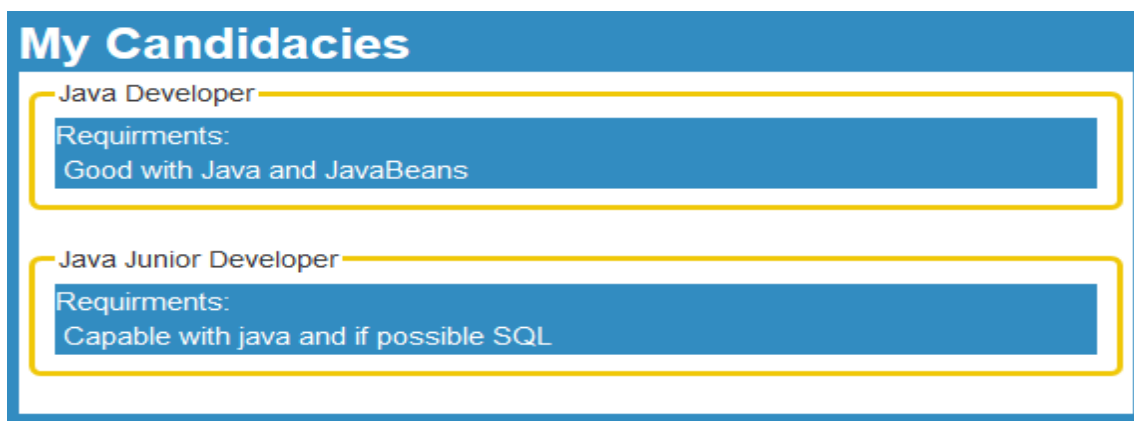 My Candidacies
Java Developer
Requirments:
Good with Java and JavaBeans
Java Junior Developer
Requirments:
Capable with java and if possible SQL